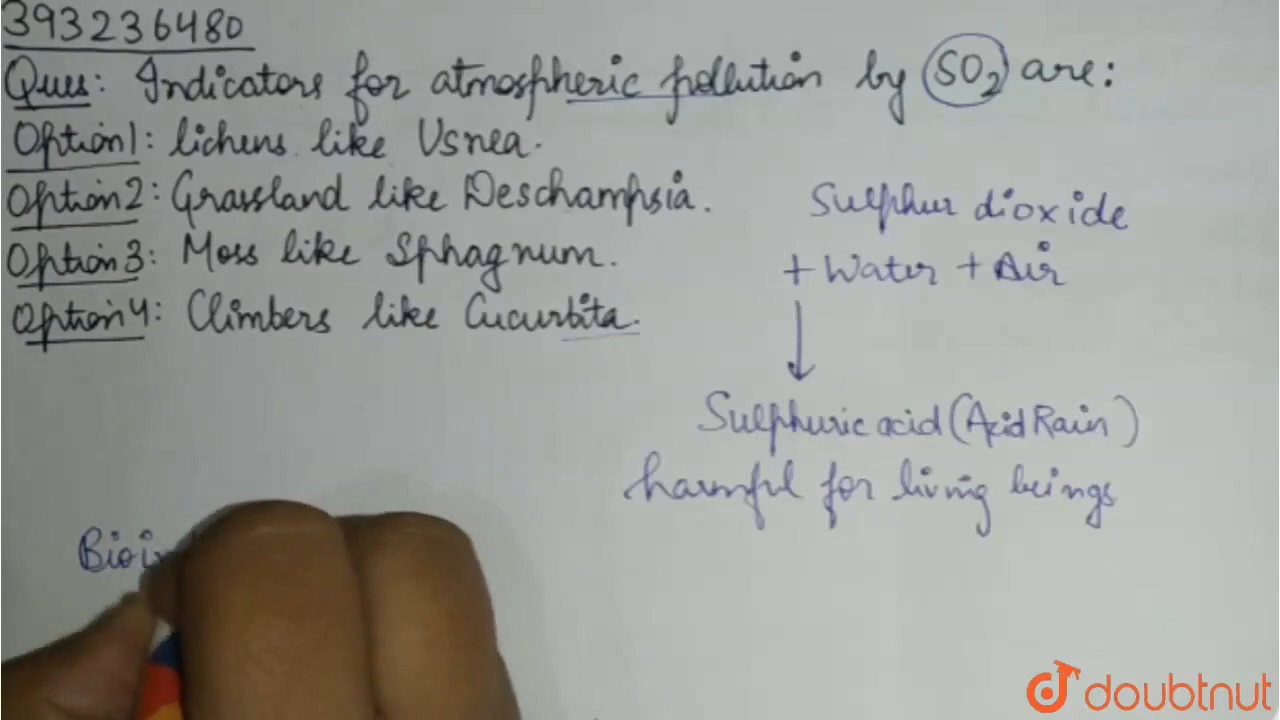 393236480
Ques: Indicators for atmospheric pollution by SO2 are:
Option1: lichens like Usnea.
Option2: Grassland like Deschampsia.
Option3: Moss like Sphagnum.
Option4: Climbers like Cucurbita.
Sulphur dioxide
+ Water + Air
Sulphuric acid (Acid Rain)
harmful for living beings
doubtnut